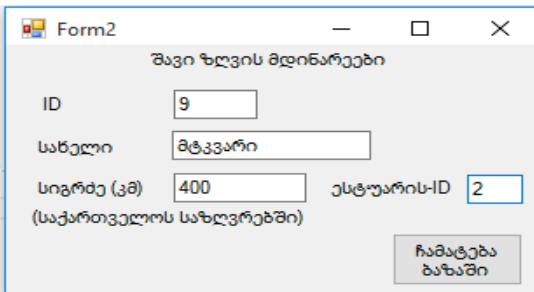 Form2
შავი ზღვის მდინარეები
ID 9
სახელი მტკვარი
სიგრძე (კმ) 400 ესტუარის-ID 2
(საქართველოს საზღვრებში)
ჩამატება
ბაზაში